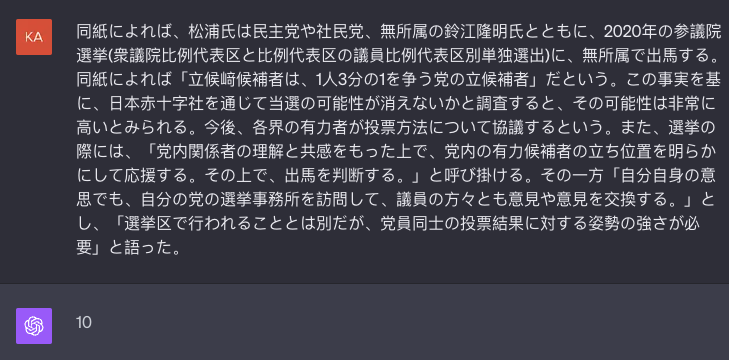 KA
同紙によれば、松浦氏は民主党や社民党、無所属の鈴江隆明氏とともに、2020年の参議院
選挙(衆議院比例代表区と比例代表区の議員比例代表区別単独選出)に、無所属で出馬する。
同紙によれば「立候﨑候補者は、1人3分の1を争う党の立候補者」だという。この事実を基
に、日本赤十字社を通じて当選の可能性が消えないかと調査すると、その可能性は非常に
高いとみられる。今後、各界の有力者が投票方法について協議するという。また、選挙の
際には、「党内関係者の理解と共感をもった上で、党内の有力候補者の立ち位置を明らか
にして応援する。その上で、出馬を判断する。」と呼び掛ける。その一方「自分自身の意
思でも、自分の党の選挙事務所を訪問して、議員の方々とも意見や意見を交換する。」と
し、「選挙区で行われることとは別だが、党員同士の投票結果に対する姿勢の強さが必
要」と語った。
10